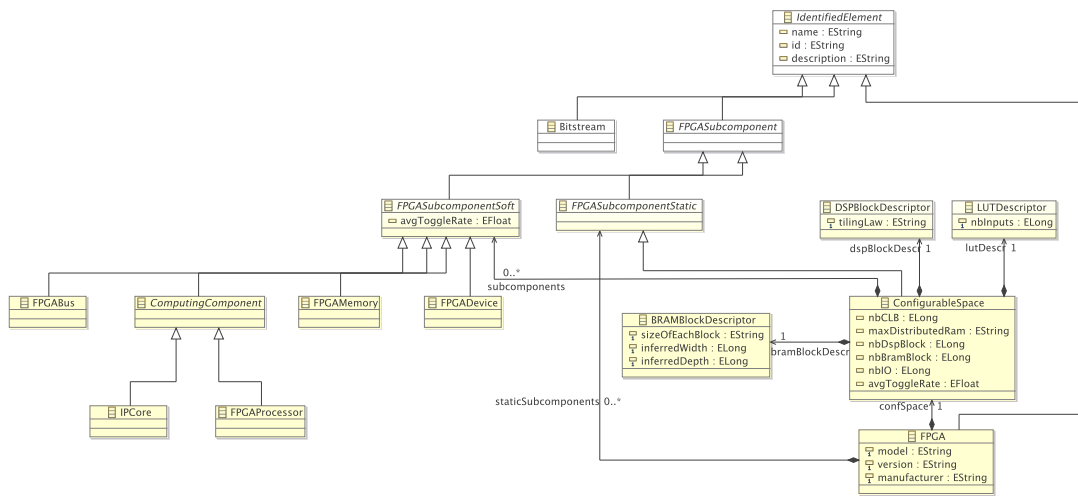 IdentifiedElement
name : EString
id : EString
description : EString
Bitstream
FPGASubcomponent
FPGASubcomponentSoft
avgToggleRate : EFloat
FPGASubcomponentStatic
DSPBlockDescriptor
tilingLaw : EString
LUTDescriptor
nbInputs : ELong
dspBlockDescr 1
lutDescr 1
0..*
subcomponents
FPGABus
ComputingComponent
FPGAMemory
FPGADevice
ConfigurableSpace
nbCLB : ELong
maxDistributedRam : EString
nbDspBlock : ELong
nbBramBlock : ELong
nbIO : ELong
avgToggleRate : EFloat
BRAMBlockDescriptor
sizeOfEachBlock : EString
inferredWidth : ELong
inferredDepth : ELong
1
bramBlockDescr
IPCore
FPGAProcessor
staticSubcomponents 0..*
confSpace 1
FPGA
model : EString
version : EString
manufacturer : EString